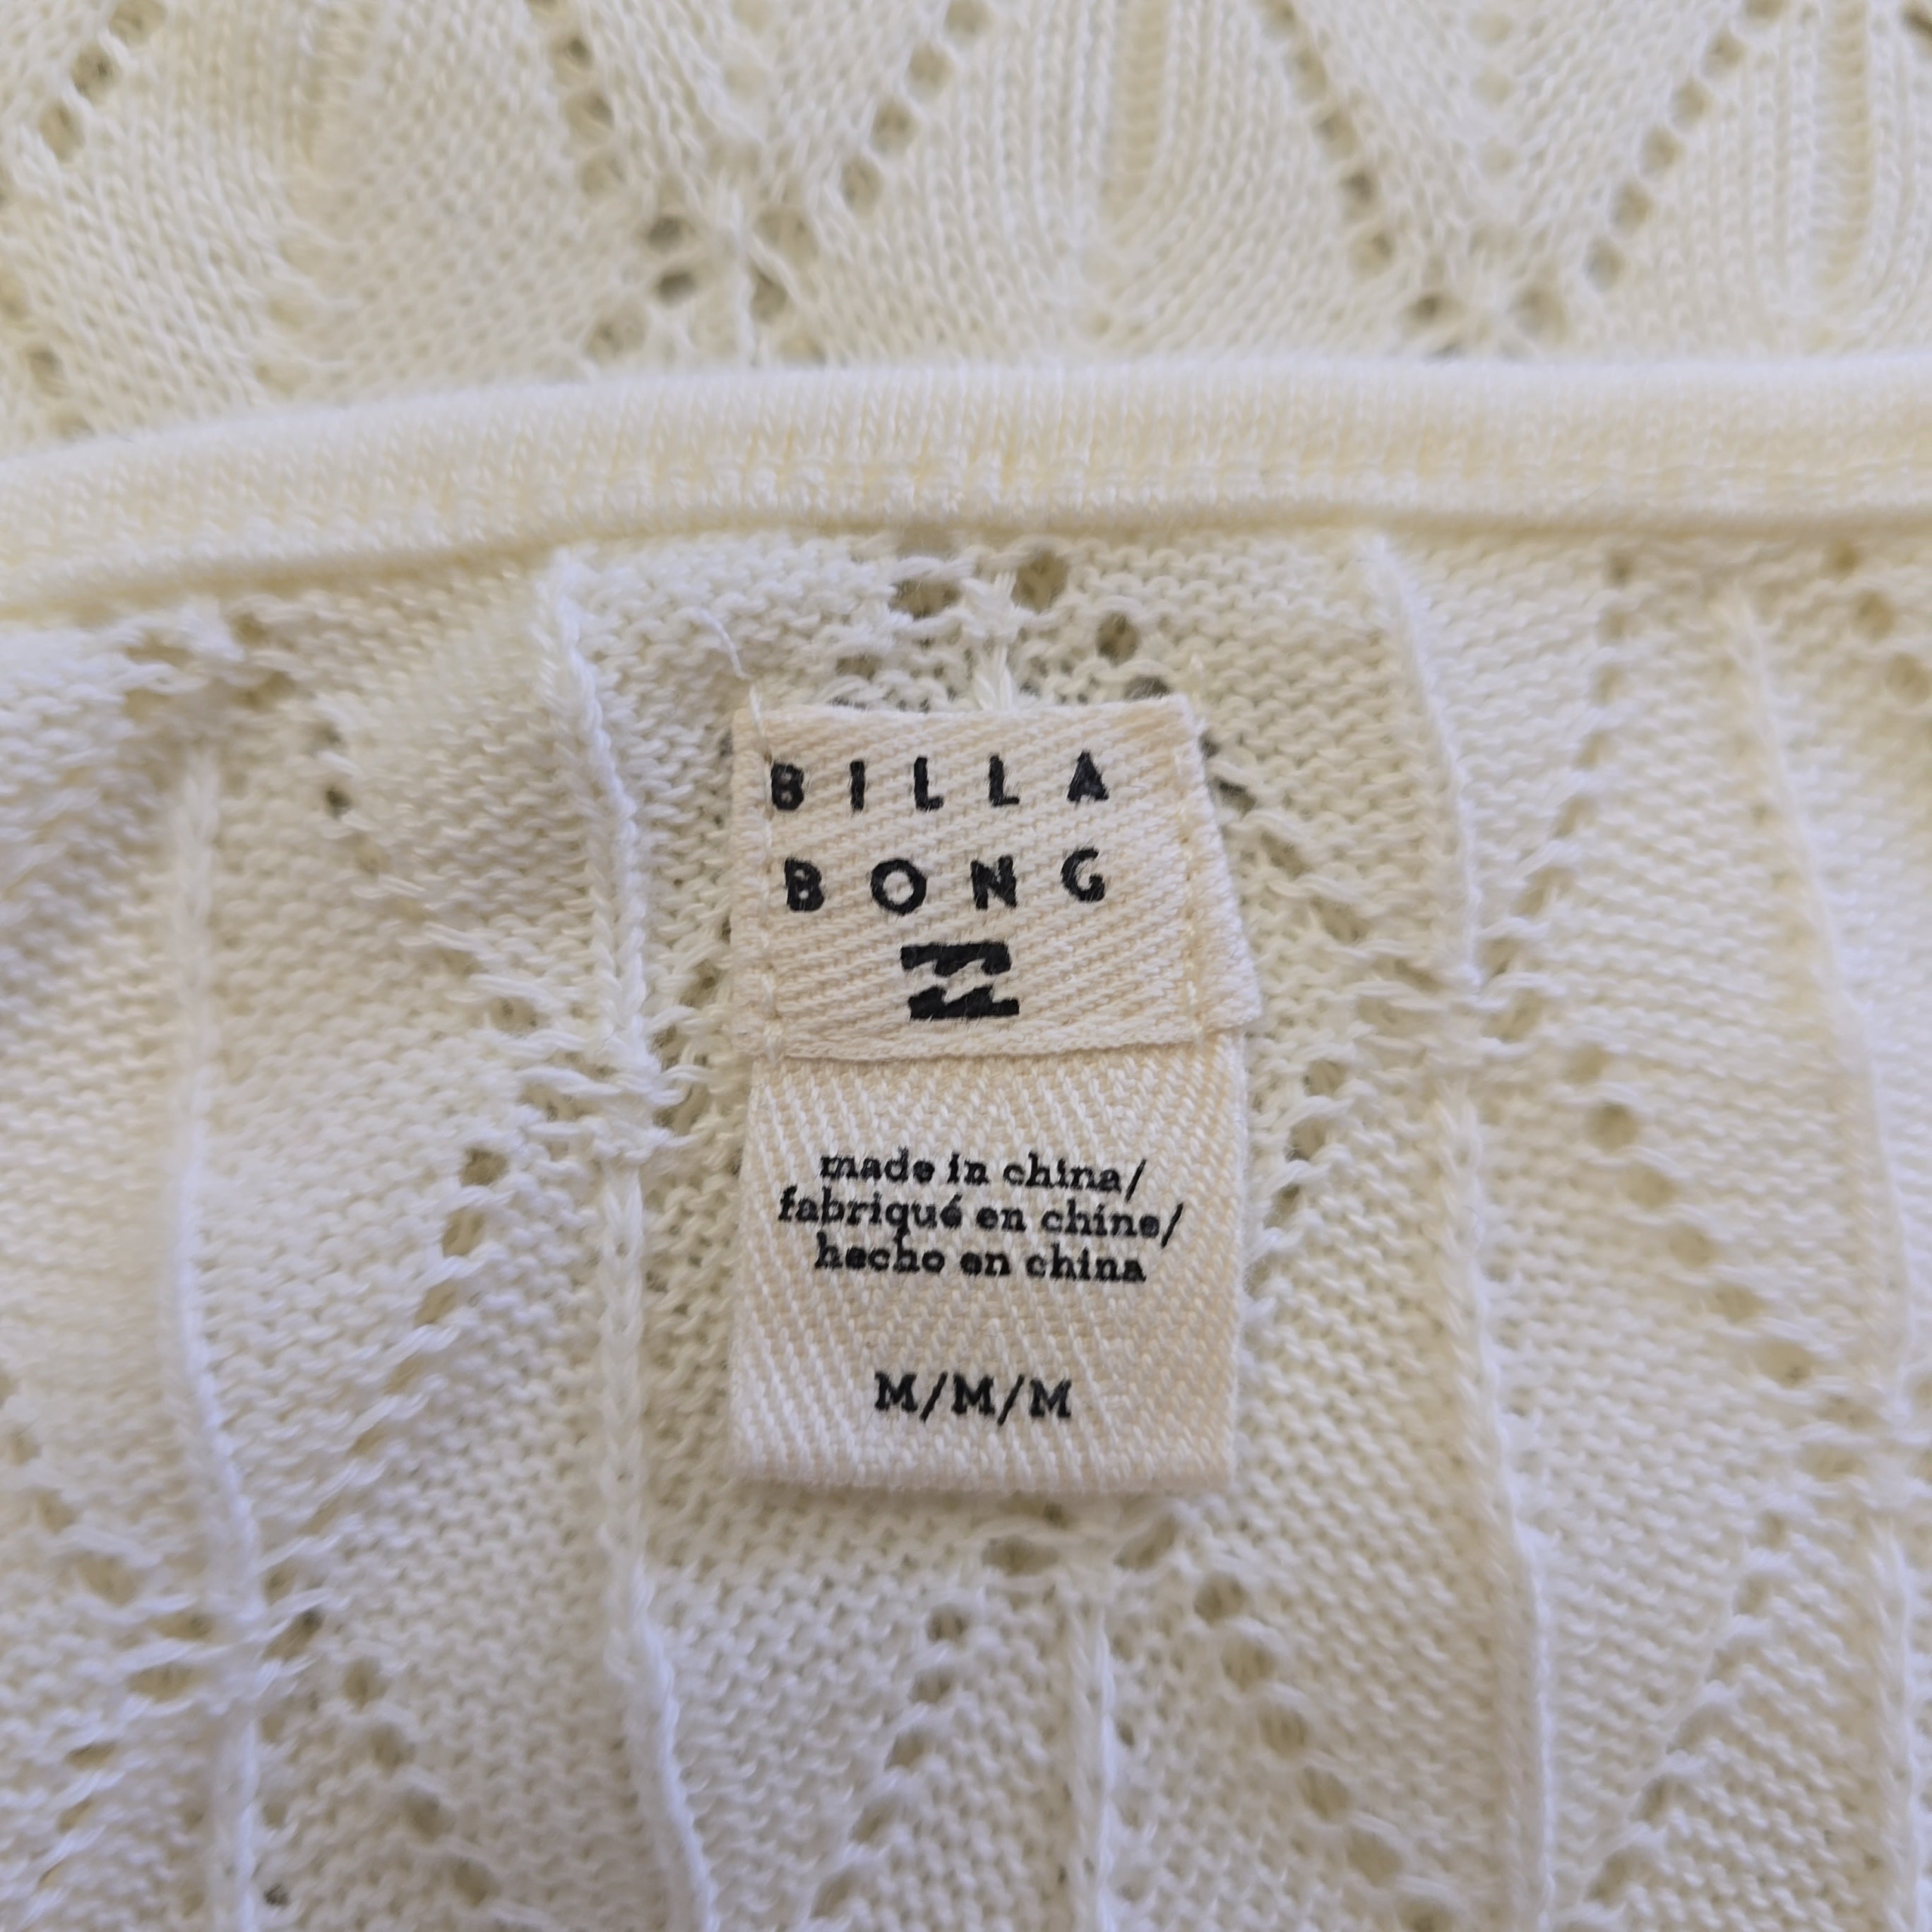 BILLA
BONG
made in china/
fabriqué en chine/
hecho en china
M/M/M